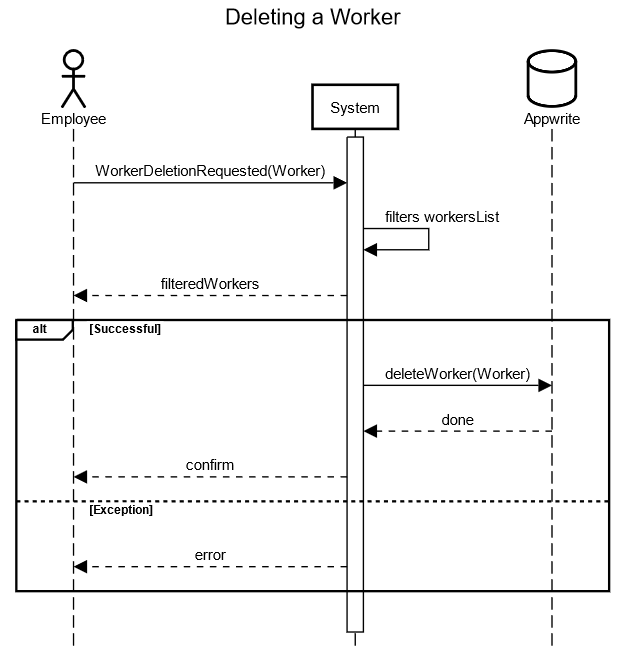 Deleting a Worker
System
Employee
Appwrite
WorkerDeletionRequested(Worker)
filters workersList
filteredWorkers
alt
[Successful]
deleteWorker(Worker)
done
confirm
[Exception]
error